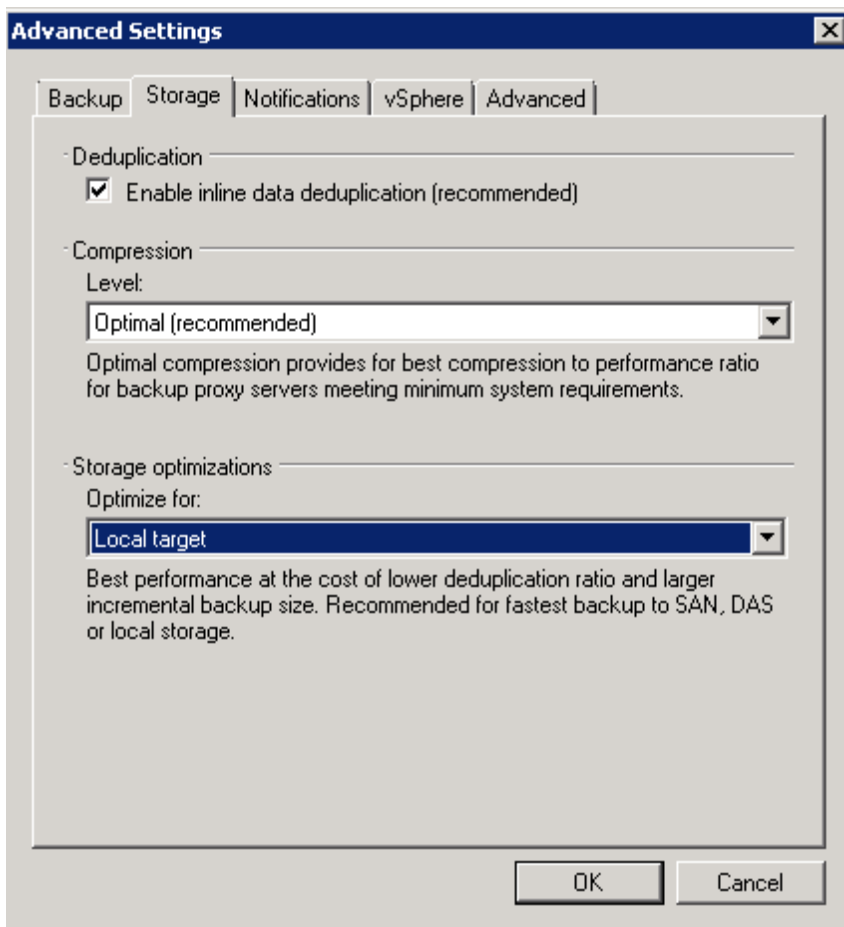 Advanced Settings
Backup Storage Notifications vSphere Advanced
Deduplication
Enable inline data deduplication (recommended)
Compression
Level:
Optimal (recommended)
Optimal compression provides for best compression to performance ratio
for backup proxy servers meeting minimum system requirements.
Storage optimizations
Optimize for:
Local target
Best performance at the cost of lower deduplication ratio and larger
incremental backup size. Recommended for fastest backup to SAN, DAS
or local storage.
OK Cancel